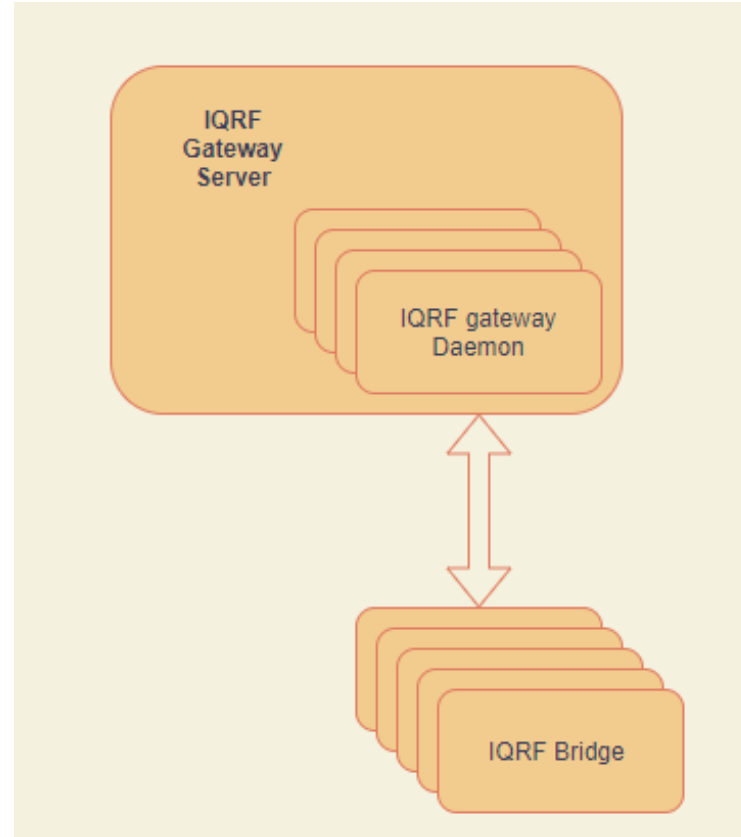 IQRF
Gateway
Server
IQRF gateway
Daemon
IQRF Bridge